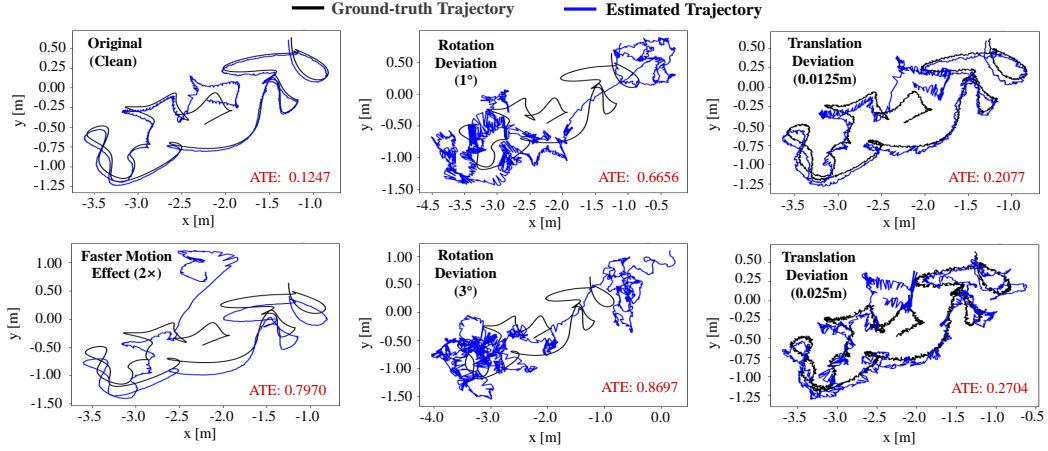 Ground-truth Trajectory Estimated Trajectory
Original
(Clean)
y [m]
0.50
0.25
0.00
-0.25
-0.50
-0.75
-1.00
-1.25
ATE: 0.1247
-3.5 -3.0 -2.5 -2.0 -1.5 -1.0
x [m]
Rotation
Deviation
(1°)
y [m]
0.50
0.00
-0.50
-1.00
-1.50
ATE: 0.6656
-4.5 -3.5 -3.0 -2.5 -2.0 -1.5 -1.0 -0.5
x [m]
Translation
Deviation
(0.0125m)
y [m]
0.50
0.25
0.00
-0.25
-0.50
-0.75
-1.00
-1.25
ATE: 0.2077
-3.5 -3.0 -2.5 -2.0 -1.5 -1.0
x [m]
Faster Motion
Effect (2×)
y [m]
1.00
0.50
0.00
-0.50
-1.00
-1.50
ATE: 0.7970
-3.5 -3.0 -2.5 -2.0 -1.5 -1.0
x [m]
Rotation
Deviation
(3°)
y [m]
1.00
0.50
0.00
-0.50
-1.00
-1.50
ATE: 0.8697
-4.0 -3.0 -2.0 -1.0 0.0
x [m]
Translation
Deviation
(0.025m)
y [m]
0.50
0.25
0.00
-0.25
-0.50
-0.75
-1.00
-1.25
ATE: 0.2704
-3.5 -3.0 -2.5 -2.0 -1.5 -1.0 -0.5
x [m]